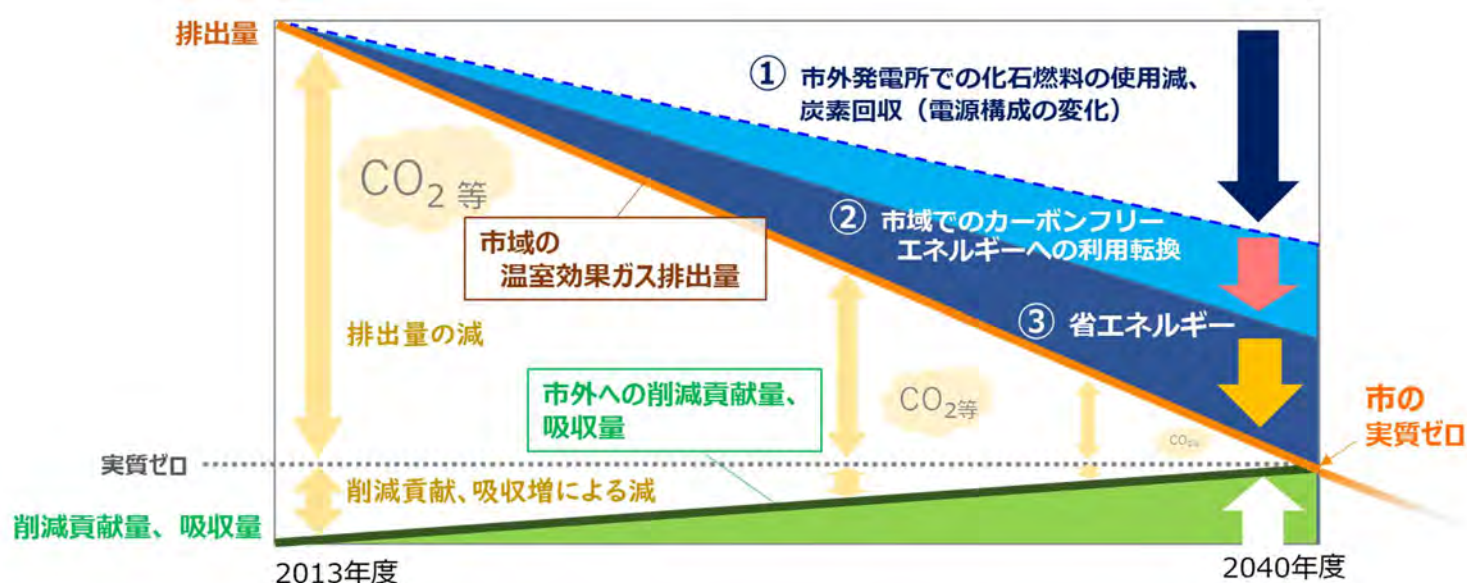 排出量
① 市外発電所での化石燃料の使用減、
炭素回収（電源構成の変化）
CO₂ 等
② 市域でのカーボンフリー
エネルギーへの利用転換
市域の
温室効果ガス排出量
③ 省エネルギー
排出量の減
市外への削減貢献量、
吸収量
CO₂等
市の
実質ゼロ
CO₂等
実質ゼロ
削減貢献、吸収増による減
削減貢献量、吸収量
2013年度
2040年度